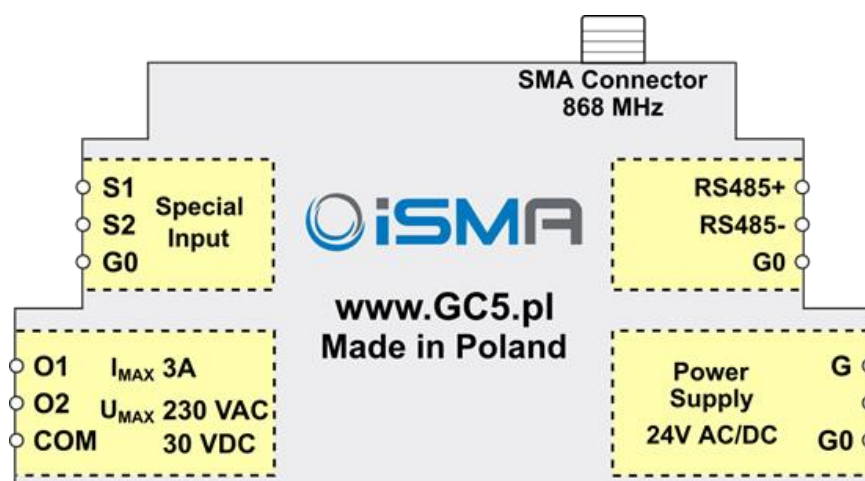 SMA Connector
868 MHz
S1
S2
G0
Special
Input
iSMA
RS485+
RS485-
G0
www.GC5.pl
Made in Poland
O1
O2
COM
IMAX 3A
UMAX 230 VAC
30 VDC
Power
Supply
24V AC/DC
G
G0